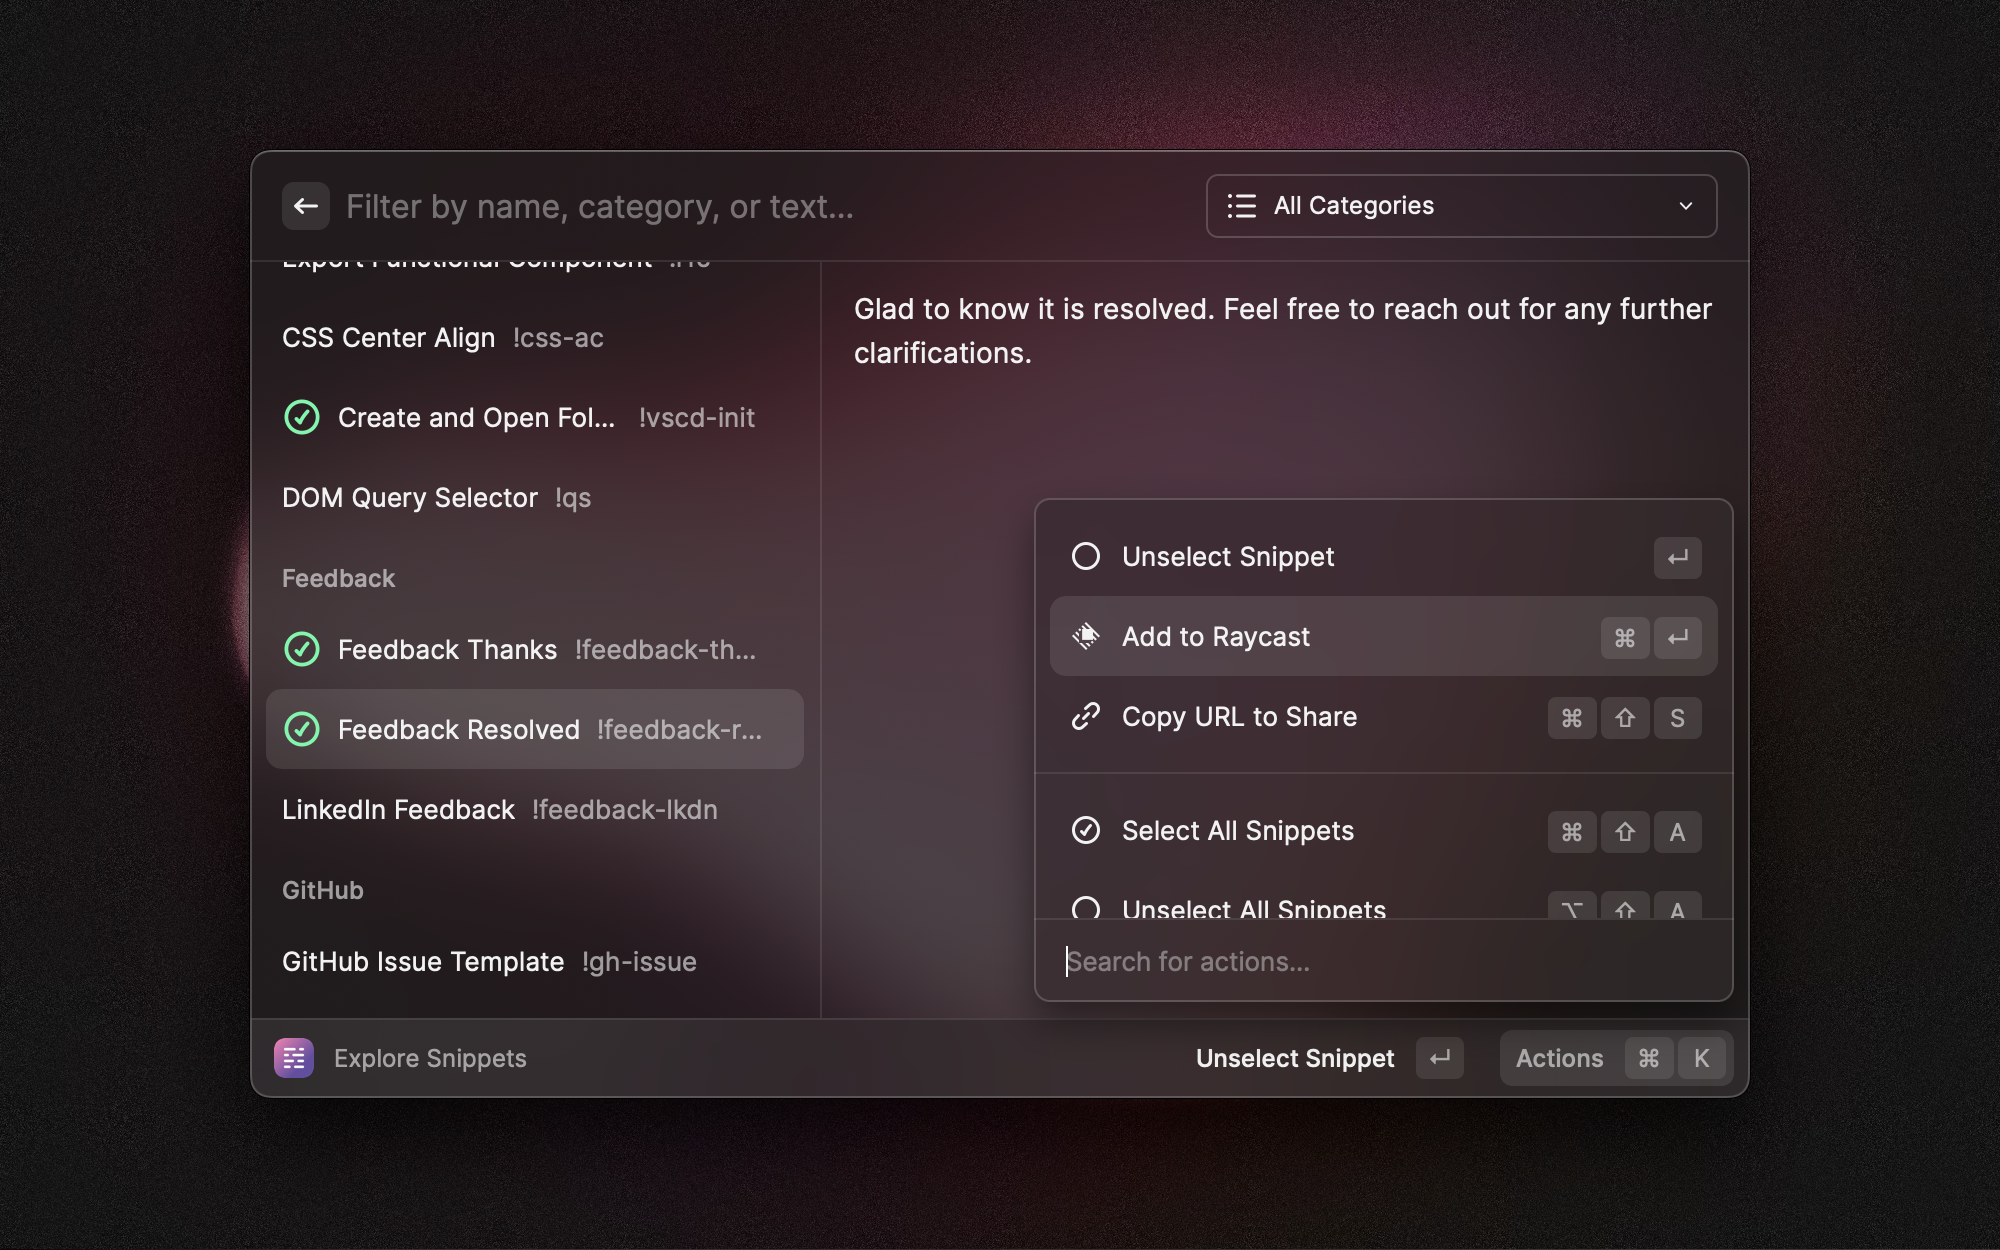 Filter by name, category, or text...
All Categories
Export Functional Component
CSS Center Align !css-ac
Create and Open Fol... !vscd-init
DOM Query Selector !qs
Feedback
Feedback Thanks !feedback-th...
Feedback Resolved !feedback-r...
LinkedIn Feedback !feedback-lkdn
GitHub
GitHub Issue Template !gh-issue
Glad to know it is resolved. Feel free to reach out for any further
clarifications.
Unselect Snippet ↵
Add to Raycast ⌘ ↵
Copy URL to Share ⌘ ⇧ S
Select All Snippets ⌘ ⇧ A
Unselect All Snippets ⌥ ⇧ A
Search for actions...
Explore Snippets
Unselect Snippet ↵
Actions ⌘ K